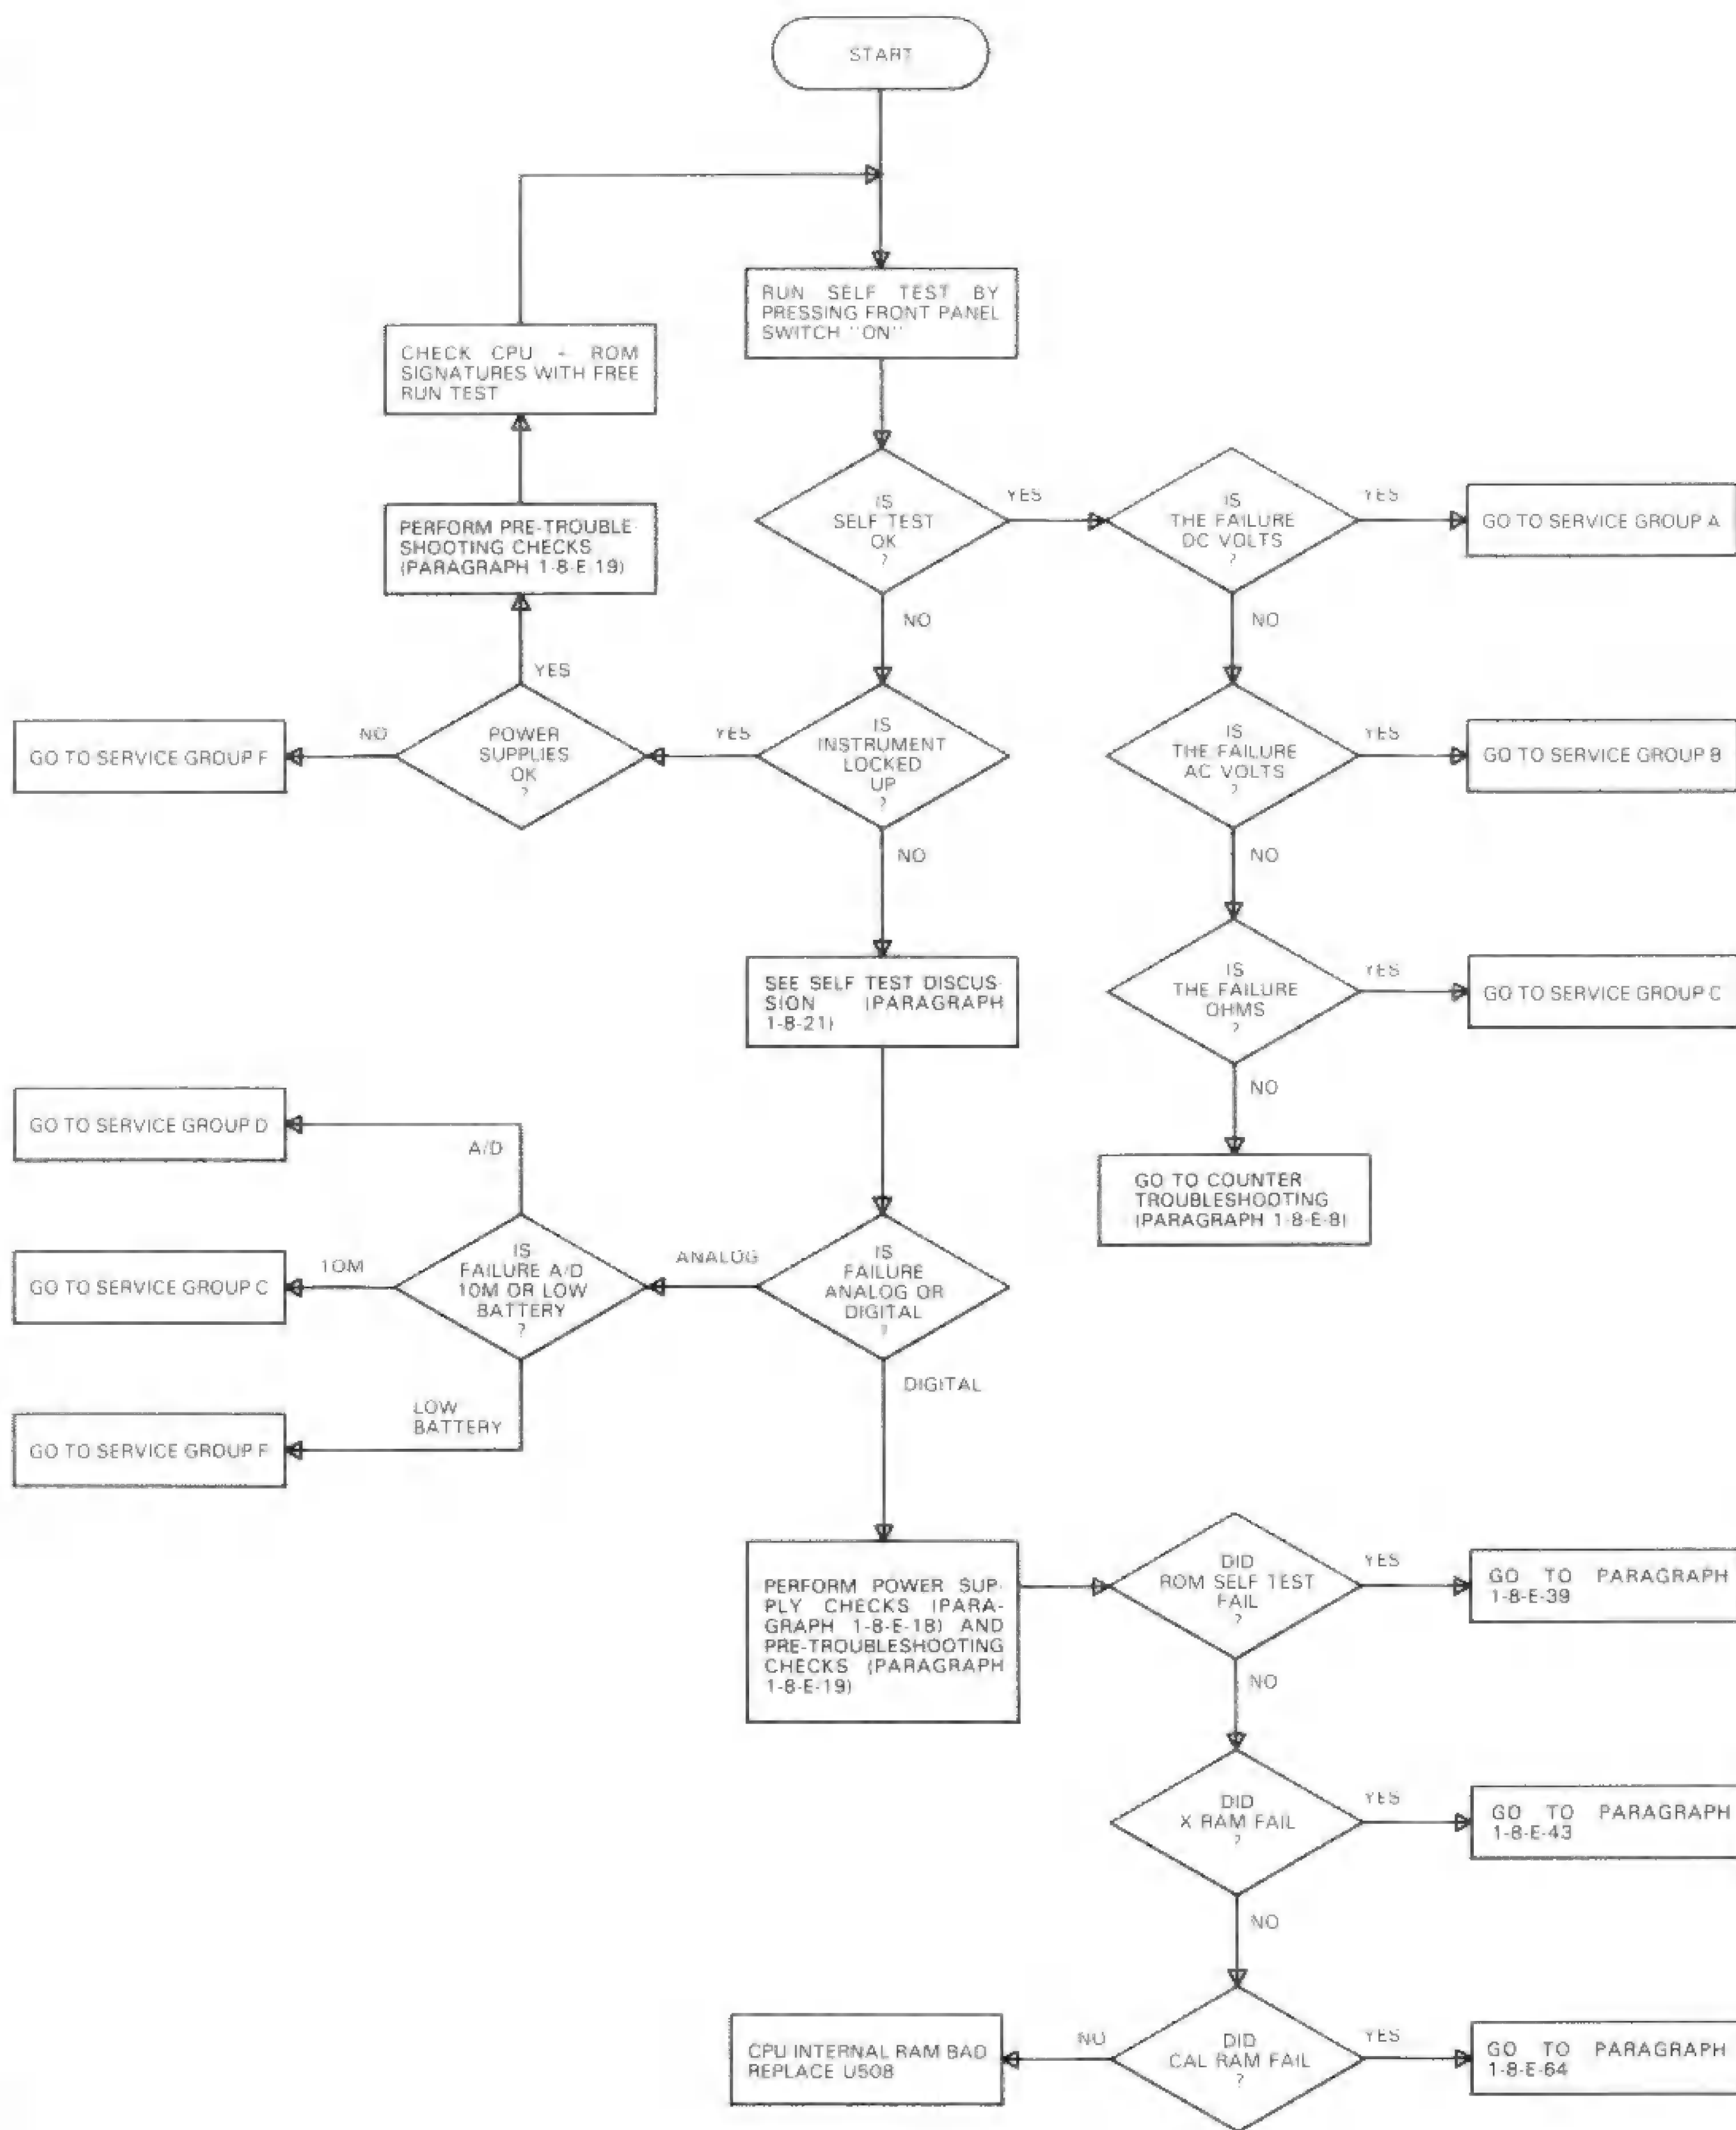 START
RUN SELF TEST BY
PRESSING FRONT PANEL
SWITCH "ON"
CHECK CPU - ROM
SIGNATURES WITH FREE
RUN TEST
PERFORM PRE-TROUBLE-
SHOOTING CHECKS
(PARAGRAPH 1-8-E-19)
IS
SELF TEST
OK
?
YES
NO
IS
THE FAILURE
DC VOLTS
?
YES
NO
GO TO SERVICE GROUP A
YES
GO TO SERVICE GROUP F
NO
POWER
SUPPLIES
OK
?
YES
IS
INSTRUMENT
LOCKED
UP
?
NO
IS
THE FAILURE
AC VOLTS
?
YES
NO
GO TO SERVICE GROUP B
SEE SELF TEST DISCUS-
SION (PARAGRAPH
1-8-21)
IS
THE FAILURE
OHMS
?
YES
NO
GO TO SERVICE GROUP C
GO TO COUNTER
TROUBLESHOOTING
(PARAGRAPH 1-8-E-8)
GO TO SERVICE GROUP D
A/D
GO TO SERVICE GROUP C
10M
IS
FAILURE A/D
10M OR LOW
BATTERY
?
ANALOG
IS
FAILURE
ANALOG OR
DIGITAL
?
DIGITAL
LOW
BATTERY
GO TO SERVICE GROUP F
PERFORM POWER SUP-
PLY CHECKS (PARA-
GRAPH 1-8-E-18) AND
PRE-TROUBLESHOOTING
CHECKS (PARAGRAPH
1-8-E-19)
DID
ROM SELF TEST
FAIL
?
YES
NO
GO TO PARAGRAPH
1-8-E-39
DID
X RAM FAIL
?
YES
NO
GO TO PARAGRAPH
1-8-E-43
CPU INTERNAL RAM BAD
REPLACE U508
NO
DID
CAL RAM FAIL
?
YES
GO TO PARAGRAPH
1-8-E-64